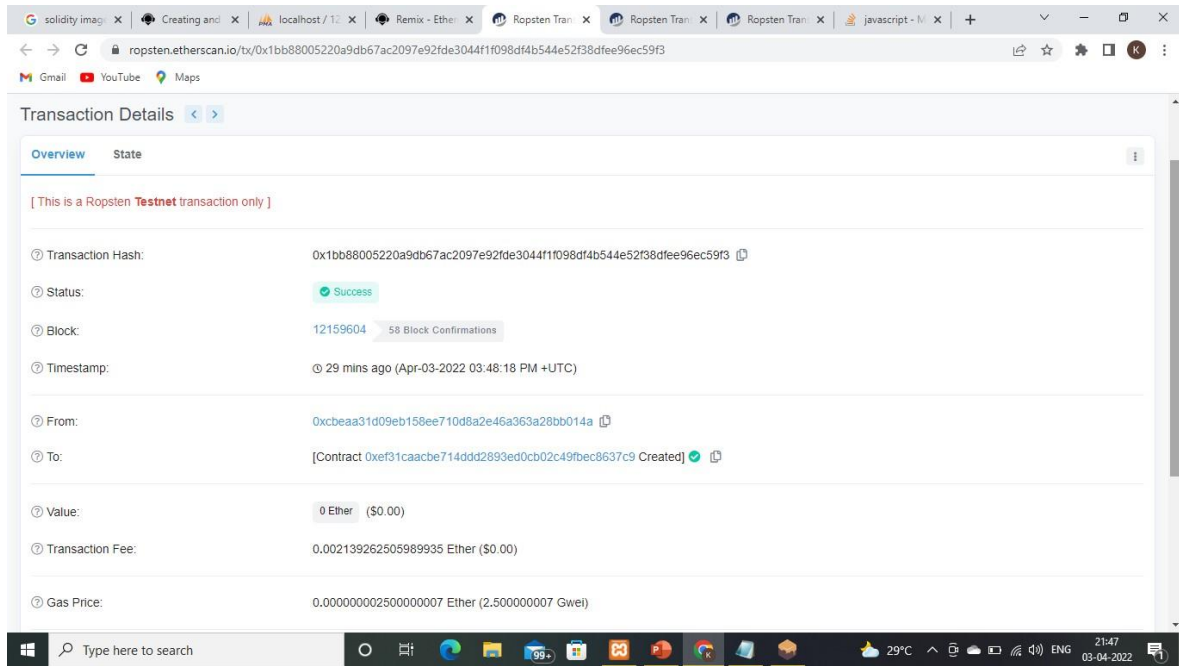 solidity imag
Creating and
localhost / 12
Remix - Ether
Ropsten Tran
Ropsten Tran
Ropsten Tran
javascript - M
ropsten.etherscan.io/tx/0x1bb88005220a9db67ac2097e92fde3044f1f098df4b544e52f38dfee96ec59f3
K
Gmail YouTube Maps
Transaction Details
Overview State
[ This is a Ropsten Testnet transaction only ]
Transaction Hash: 0x1bb88005220a9db67ac2097e92fde3044f1f098df4b544e52f38dfee96ec59f3
Status: Success
Block: 12159604 58 Block Confirmations
Timestamp: 29 mins ago (Apr-03-2022 03:48:18 PM +UTC)
From: 0xcbeaa31d09eb158ee710d8a2e46a363a28bb014a
To: [Contract 0xef31caacbe714ddd2893ed0cb02c49fbec8637c9 Created]
Value: 0 Ether ($0.00)
Transaction Fee: 0.002139262505989935 Ether ($0.00)
Gas Price: 0.000000002500000007 Ether (2.500000007 Gwei)
Type here to search
99+
29°C
ENG
21:47
03-04-2022